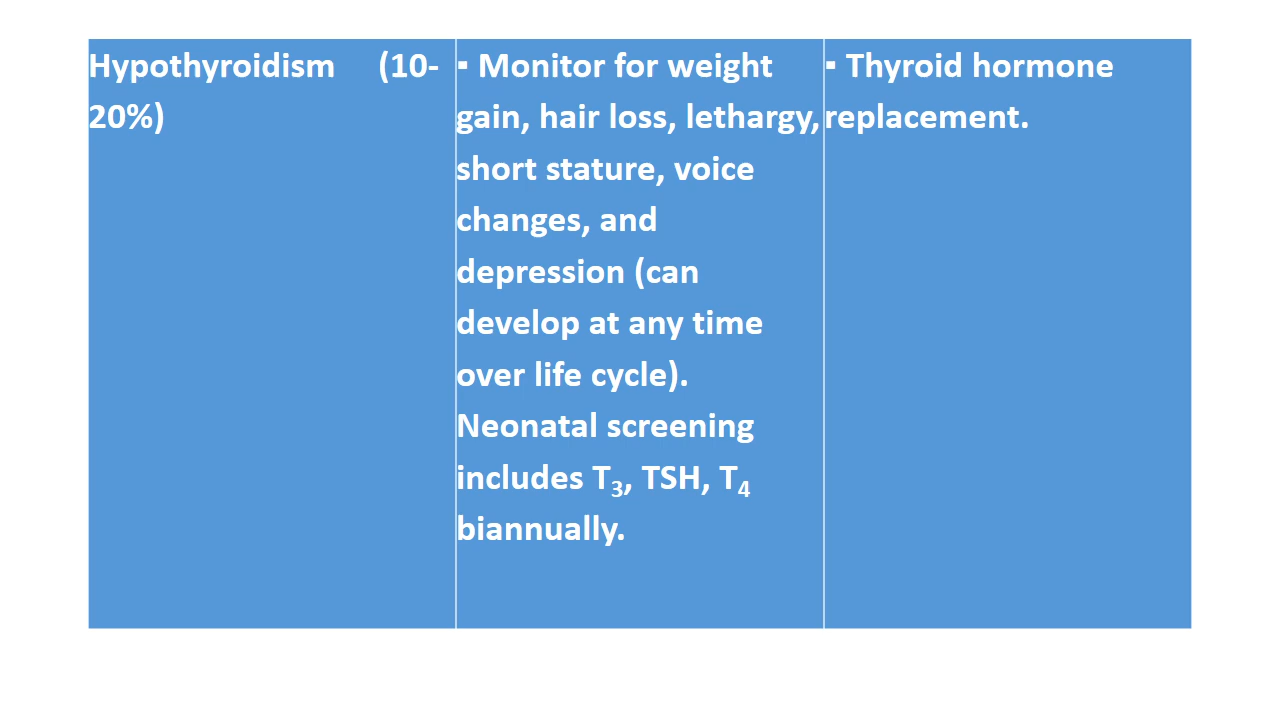 Hypothyroidism (10-
20%)
▪ Monitor for weight
gain, hair loss, lethargy,
short stature, voice
changes, and
depression (can
develop at any time
over life cycle).
Neonatal screening
includes T₃, TSH, T₄
biannually.
▪ Thyroid hormone
replacement.